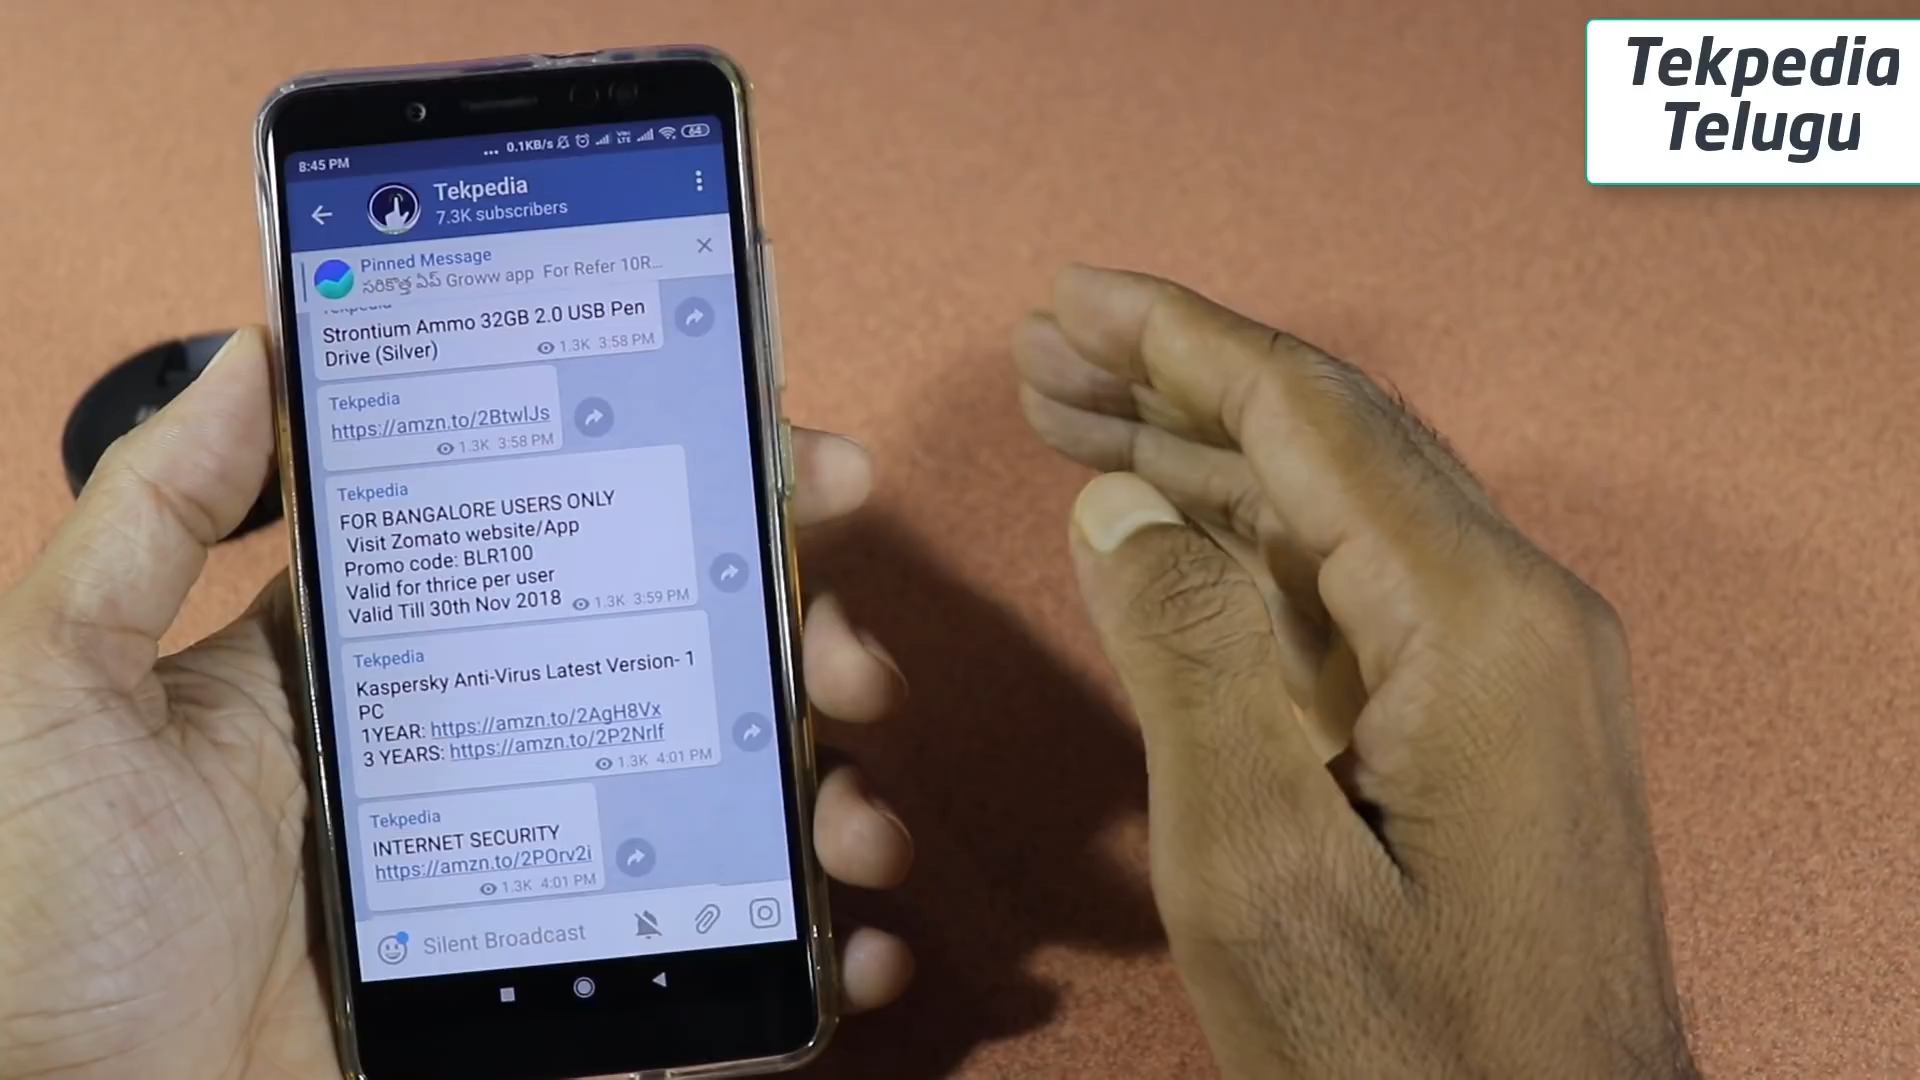 Tekpedia
Telugu
8:45 PM ... 0.1KB/s 64
Tekpedia
7.3K subscribers
Pinned Message
సరికొత్త ఏప్ Groww app For Refer 10R...
Tekpedia
Strontium Ammo 32GB 2.0 USB Pen
Drive (Silver)
1.3K 3:58 PM
Tekpedia
https://amzn.to/2BtwlJs
1.3K 3:58 PM
Tekpedia
FOR BANGALORE USERS ONLY
Visit Zomato website/App
Promo code: BLR100
Valid for thrice per user
Valid Till 30th Nov 2018
1.3K 3:59 PM
Tekpedia
Kaspersky Anti-Virus Latest Version- 1
PC
1YEAR: https://amzn.to/2AgH8Vx
3 YEARS: https://amzn.to/2P2Nrlf
1.3K 4:01 PM
Tekpedia
INTERNET SECURITY
https://amzn.to/2POrv2i
1.3K 4:01 PM
Silent Broadcast